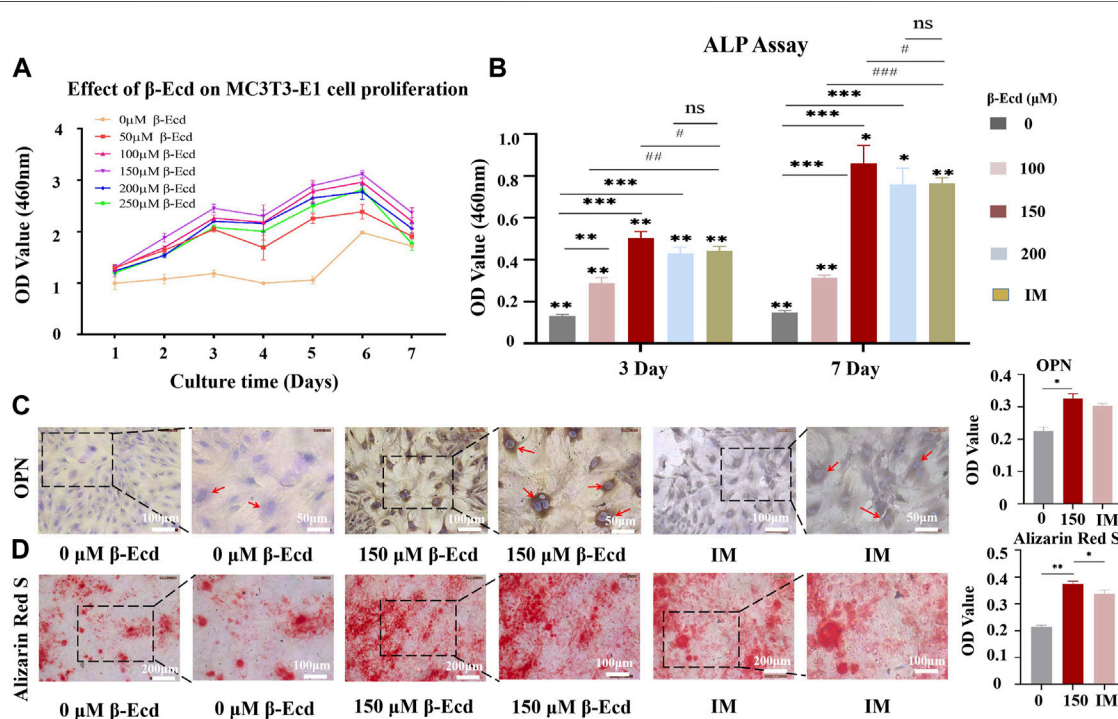 A
Effect of β-Ecd on MC3T3-E1 cell proliferation
OD Value (460nm)
4
3
2
1
0
0μM β-Ecd
50μM β-Ecd
100μM β-Ecd
150μM β-Ecd
200μM β-Ecd
250μM β-Ecd
1 2 3 4 5 6 7
Culture time (Days)
B
ALP Assay
OD Value (460nm)
1.0
0.8
0.6
0.4
0.2
0
ns
#
##
***
***
**
** ** ** ** **
ns
#
###
***
***
***
** ** * * **
3 Day 7 Day
β-Ecd (μM)
0
100
150
200
IM
C
OPN
100μm 50μm 100μm 50μm 100μm 50μm
0 μM β-Ecd 0 μM β-Ecd 150 μM β-Ecd 150 μM β-Ecd IM IM
OPN
OD Value
0.4
0.3
0.2
0.1
0
*
0 150 IM
D
Alizarin Red S
200μm 100μm 200μm 100μm 200μm 100μm
0 μM β-Ecd 0 μM β-Ecd 150 μM β-Ecd 150 μM β-Ecd IM IM
Alizarin Red S
OD Value
0.5
0.4
0.3
0.2
0.1
0
**
*
0 150 IM